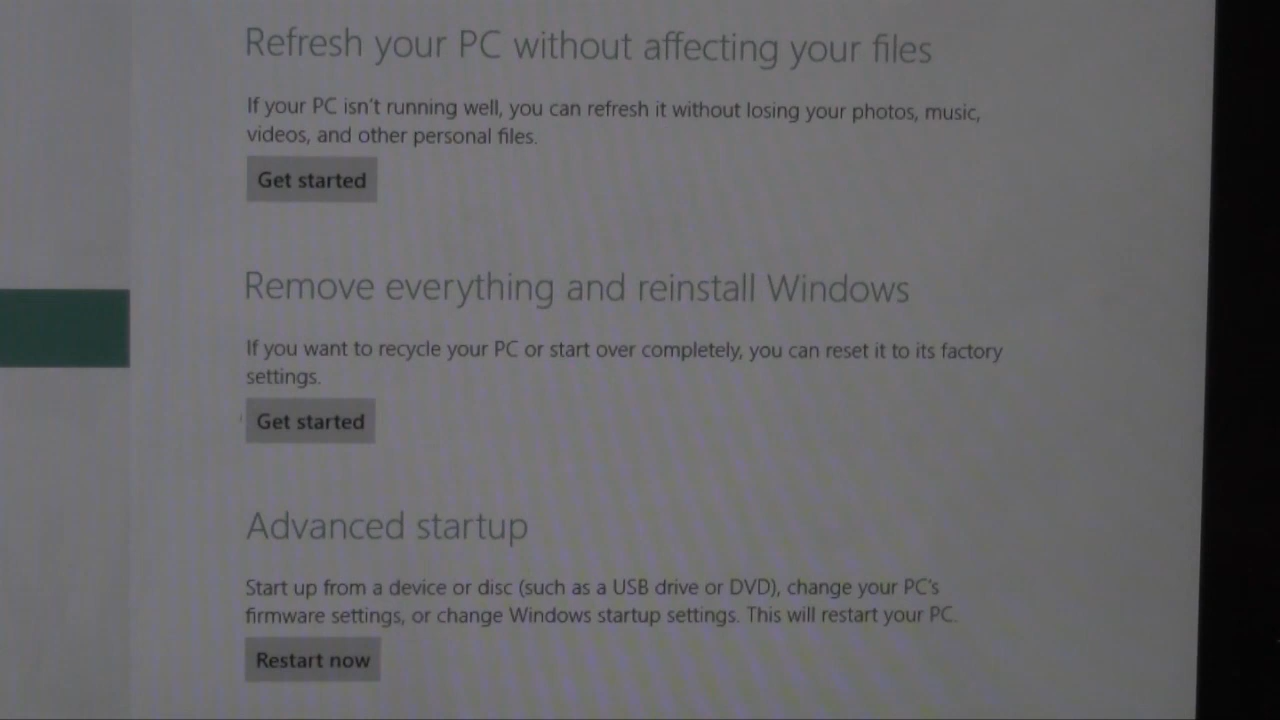 Refresh your PC without affecting your files
If your PC isn't running well, you can refresh it without losing your photos, music,
videos, and other personal files.
Get started
Remove everything and reinstall Windows
If you want to recycle your PC or start over completely, you can reset it to its factory
settings.
Get started
Advanced startup
Start up from a device or disc (such as a USB drive or DVD), change your PC's
firmware settings, or change Windows startup settings. This will restart your PC.
Restart now